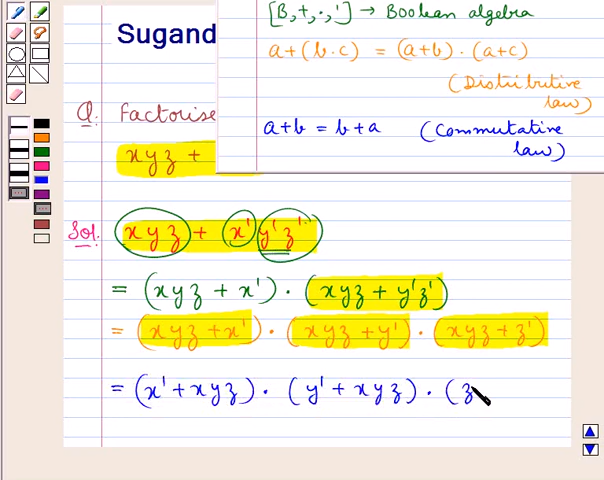 [B,+,·,'] → Boolean algebra
a+(b·c) = (a+b)·(a+c)
(Distributive law)
a+b = b+a (Commutative law)
Sugand
Q. Factorise
xyz +
Sol. xyz + x' y'z'
= (xyz + x') · (xyz + y'z')
= (xyz + x') · (xyz + y') · (xyz + z')
= (x' + xyz) · (y' + xyz) · (z